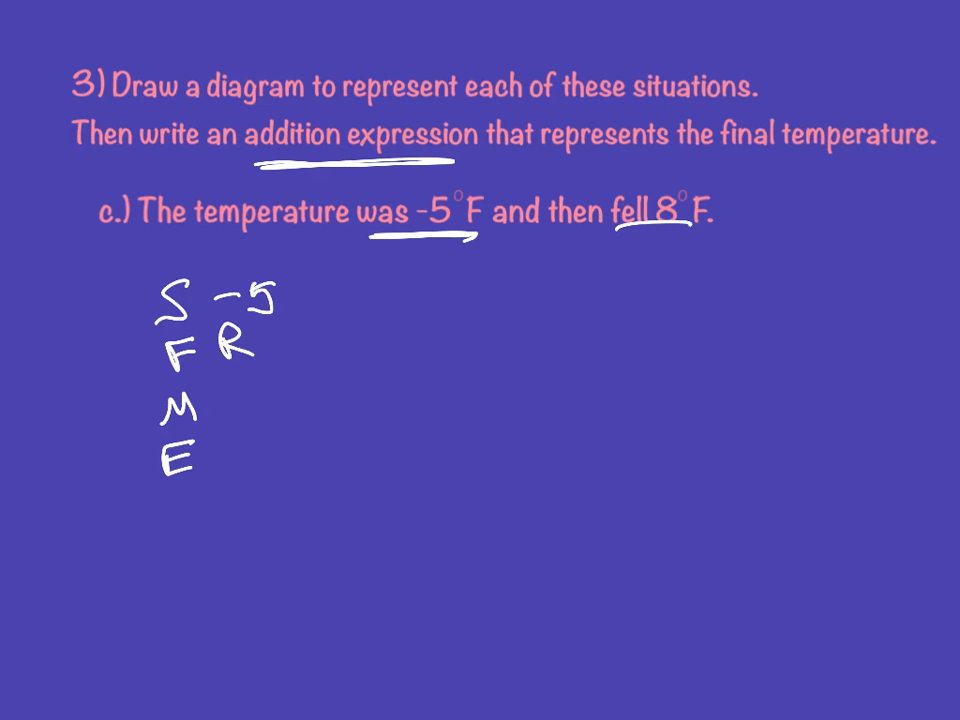 3) Draw a diagram to represent each of these situations.
Then write an addition expression that represents the final temperature.
c.) The temperature was -5°F and then fell 8°F.
S -5
F R
M
E